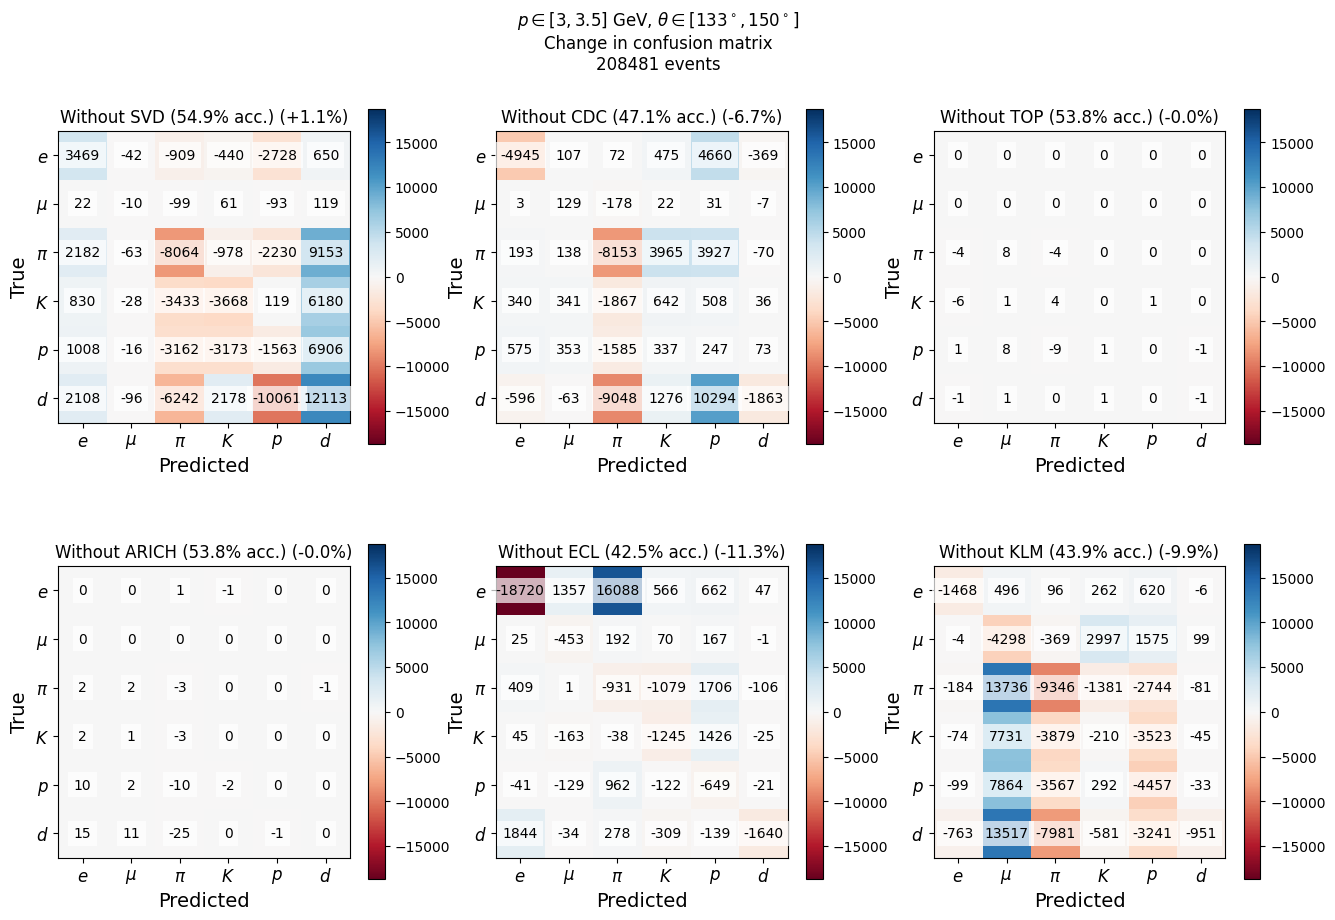 p ∈ [3, 3.5] GeV, θ ∈ [133°, 150°]
Change in confusion matrix
208481 events
Without SVD (54.9% acc.) (+1.1%)
True
e 3469 -42 -909 -440 -2728 650
μ 22 -10 -99 61 -93 119
π 2182 -63 -8064 -978 -2230 9153
K 830 -28 -3433 -3668 119 6180
p 1008 -16 -3162 -3173 -1563 6906
d 2108 -96 -6242 2178 -10061 12113
e μ π K p d
Predicted
15000
10000
5000
0
−5000
−10000
−15000
Without CDC (47.1% acc.) (-6.7%)
True
e -4945 107 72 475 4660 -369
μ 3 129 -178 22 31 -7
π 193 138 -8153 3965 3927 -70
K 340 341 -1867 642 508 36
p 575 353 -1585 337 247 73
d -596 -63 -9048 1276 10294 -1863
e μ π K p d
Predicted
15000
10000
5000
0
−5000
−10000
−15000
Without TOP (53.8% acc.) (-0.0%)
True
e 0 0 0 0 0 0
μ 0 0 0 0 0 0
π -4 8 -4 0 0 0
K -6 1 4 0 1 0
p 1 8 -9 1 0 -1
d -1 1 0 1 0 -1
e μ π K p d
Predicted
15000
10000
5000
0
−5000
−10000
−15000
Without ARICH (53.8% acc.) (-0.0%)
True
e 0 0 1 -1 0 0
μ 0 0 0 0 0 0
π 2 2 -3 0 0 -1
K 2 1 -3 0 0 0
p 10 2 -10 -2 0 0
d 15 11 -25 0 -1 0
e μ π K p d
Predicted
15000
10000
5000
0
−5000
−10000
−15000
Without ECL (42.5% acc.) (-11.3%)
True
e -18720 1357 16088 566 662 47
μ 25 -453 192 70 167 -1
π 409 1 -931 -1079 1706 -106
K 45 -163 -38 -1245 1426 -25
p -41 -129 962 -122 -649 -21
d 1844 -34 278 -309 -139 -1640
e μ π K p d
Predicted
15000
10000
5000
0
−5000
−10000
−15000
Without KLM (43.9% acc.) (-9.9%)
True
e -1468 496 96 262 620 -6
μ -4 -4298 -369 2997 1575 99
π -184 13736 -9346 -1381 -2744 -81
K -74 7731 -3879 -210 -3523 -45
p -99 7864 -3567 292 -4457 -33
d -763 13517 -7981 -581 -3241 -951
e μ π K p d
Predicted
15000
10000
5000
0
−5000
−10000
−15000